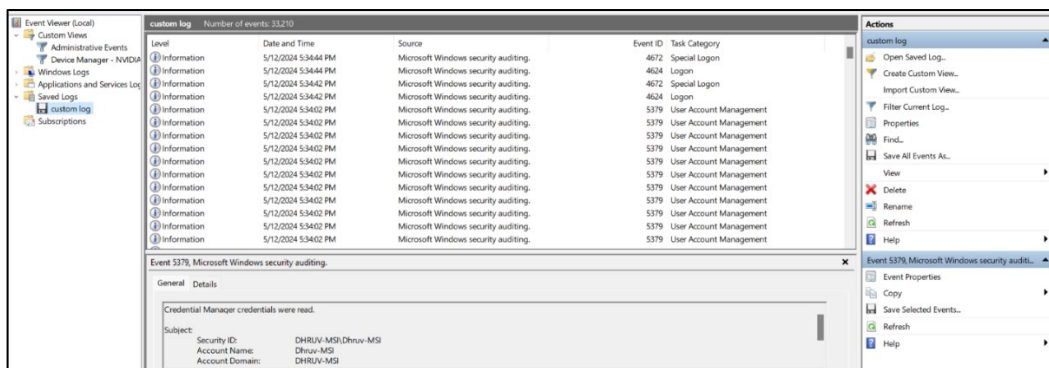 Event Viewer (Local)
Custom Views
Administrative Events
Device Manager - NVIDIA
Windows Logs
Applications and Services Log
Saved Logs
custom log
Subscriptions
custom log Number of events: 33,210
Level Date and Time Source Event ID Task Category
Information 5/12/2024 5:34:44 PM Microsoft Windows security auditing. 4672 Special Logon
Information 5/12/2024 5:34:44 PM Microsoft Windows security auditing. 4624 Logon
Information 5/12/2024 5:34:42 PM Microsoft Windows security auditing. 4672 Special Logon
Information 5/12/2024 5:34:42 PM Microsoft Windows security auditing. 4624 Logon
Information 5/12/2024 5:34:02 PM Microsoft Windows security auditing. 5379 User Account Management
Information 5/12/2024 5:34:02 PM Microsoft Windows security auditing. 5379 User Account Management
Information 5/12/2024 5:34:02 PM Microsoft Windows security auditing. 5379 User Account Management
Information 5/12/2024 5:34:02 PM Microsoft Windows security auditing. 5379 User Account Management
Information 5/12/2024 5:34:02 PM Microsoft Windows security auditing. 5379 User Account Management
Information 5/12/2024 5:34:02 PM Microsoft Windows security auditing. 5379 User Account Management
Information 5/12/2024 5:34:02 PM Microsoft Windows security auditing. 5379 User Account Management
Information 5/12/2024 5:34:02 PM Microsoft Windows security auditing. 5379 User Account Management
Information 5/12/2024 5:34:02 PM Microsoft Windows security auditing. 5379 User Account Management
Information 5/12/2024 5:34:02 PM Microsoft Windows security auditing. 5379 User Account Management
Information 5/12/2024 5:34:02 PM Microsoft Windows security auditing. 5379 User Account Management
Event 5379, Microsoft Windows security auditing.
General Details
Credential Manager credentials were read.
Subject:
Security ID: DHRUV-MSI\Dhruv-MSI
Account Name: Dhruv-MSI
Account Domain: DHRUV-MSI
Actions
custom log
Open Saved Log...
Create Custom View...
Import Custom View...
Filter Current Log...
Properties
Find...
Save All Events As...
View
Delete
Rename
Refresh
Help
Event 5379, Microsoft Windows security auditi...
Event Properties
Copy
Save Selected Events...
Refresh
Help